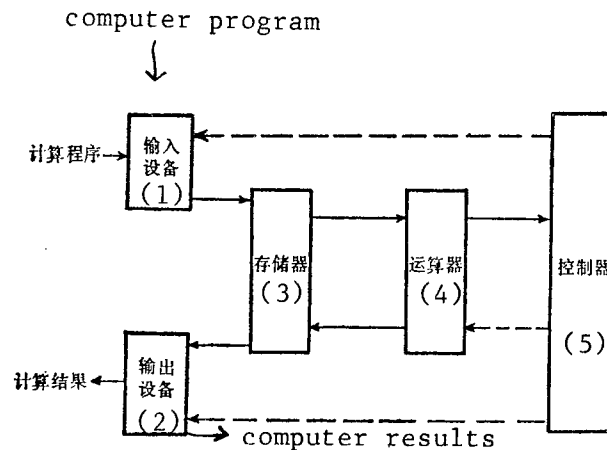 computer program
计算程序
输入
设备
(1)
存储器
(3)
运算器
(4)
控制器
(5)
计算结果
输出
设备
(2)
computer results